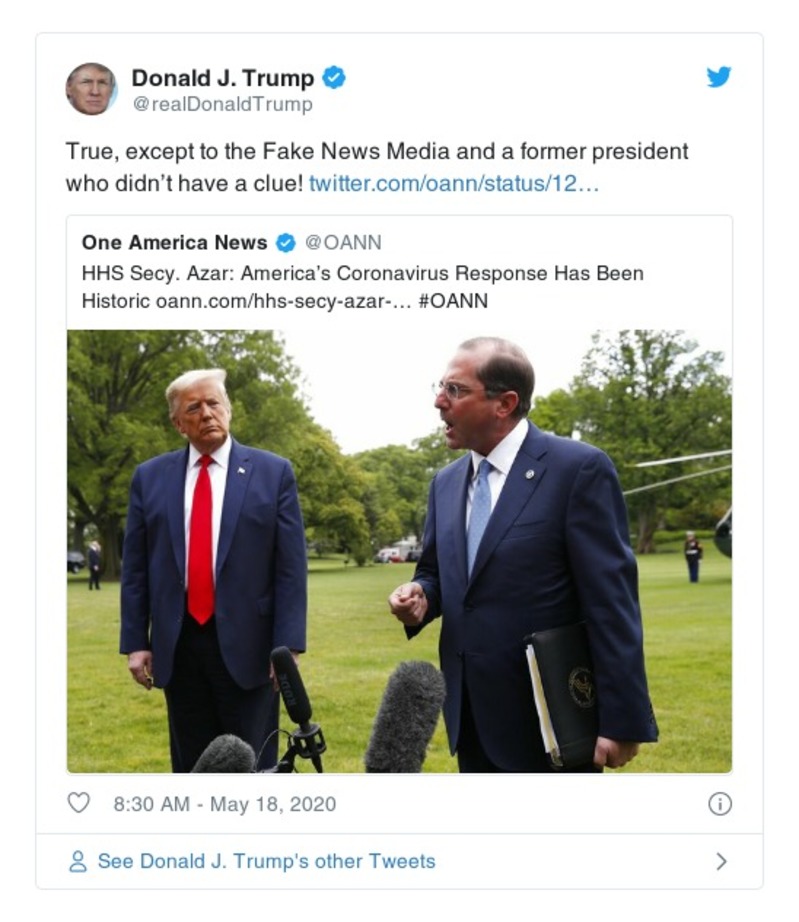 Donald J. Trump
@realDonaldTrump
True, except to the Fake News Media and a former president
who didn’t have a clue! twitter.com/oann/status/12…
One America News @OANN
HHS Secy. Azar: America’s Coronavirus Response Has Been
Historic oann.com/hhs-secy-azar-… #OANN
RODE
8:30 AM - May 18, 2020
See Donald J. Trump's other Tweets